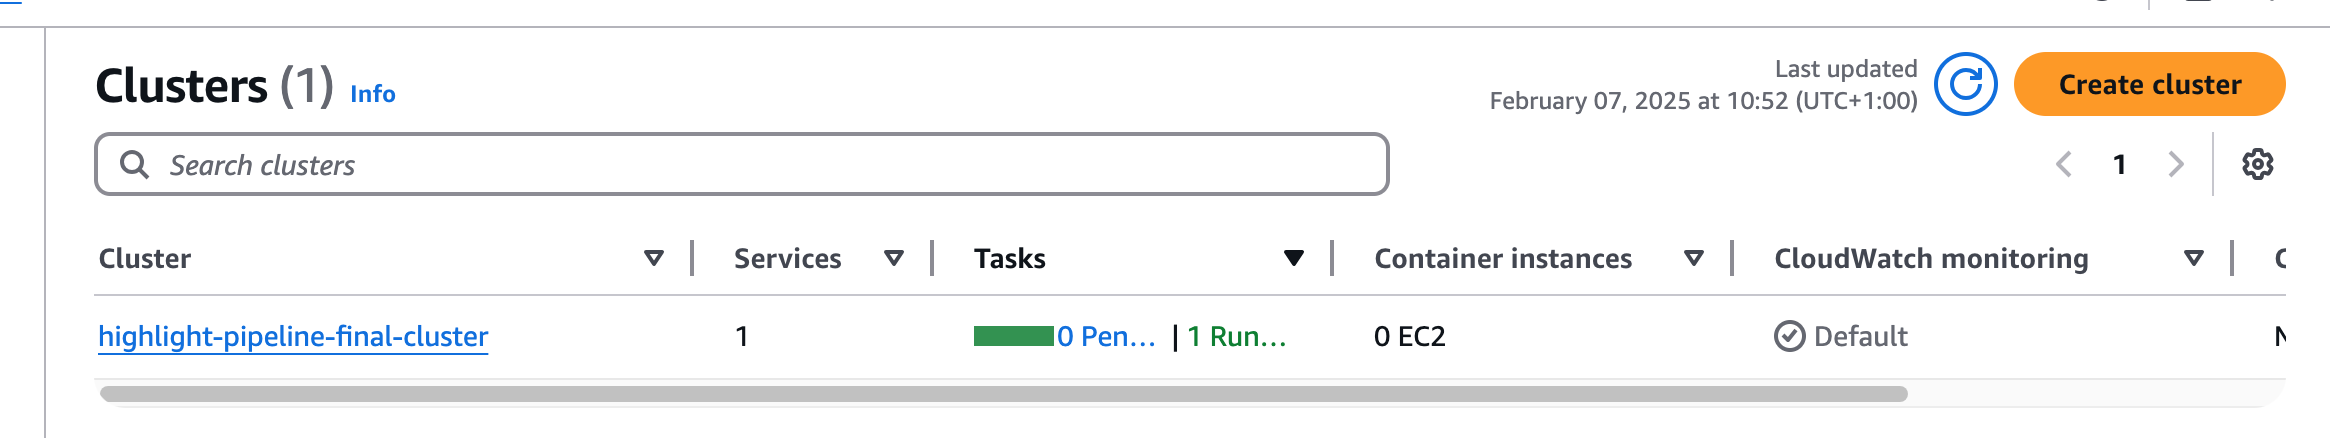 Clusters (1) Info
Last updated
February 07, 2025 at 10:52 (UTC+1:00)
Create cluster
Search clusters
1
Cluster Services Tasks Container instances CloudWatch monitoring
highlight-pipeline-final-cluster 1 0 Pen... | 1 Run... 0 EC2 Default